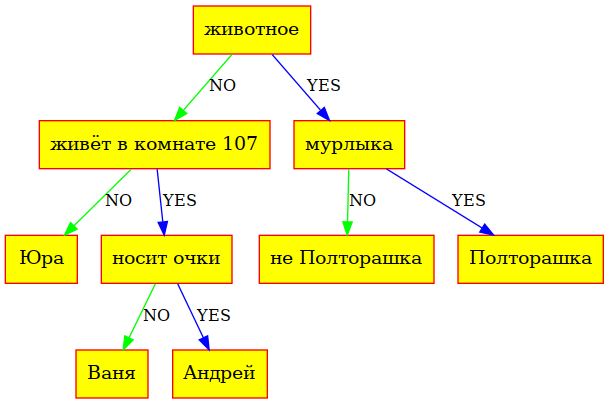 животное
NO
YES
живёт в комнате 107
мурлыка
NO
YES
NO
YES
Юра
носит очки
не Полторашка
Полторашка
NO
YES
Ваня
Андрей